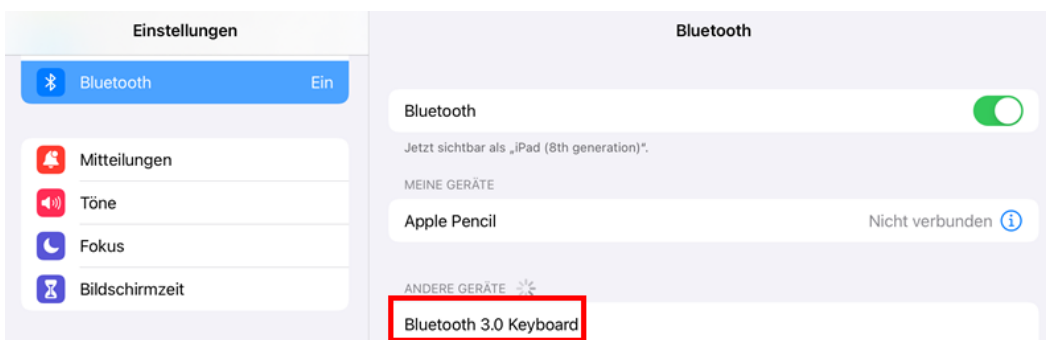 Einstellungen
Bluetooth Ein
Mitteilungen
Töne
Fokus
Bildschirmzeit
Bluetooth
Bluetooth
Jetzt sichtbar als „iPad (8th generation)“.
MEINE GERÄTE
Apple Pencil Nicht verbunden
ANDERE GERÄTE
Bluetooth 3.0 Keyboard